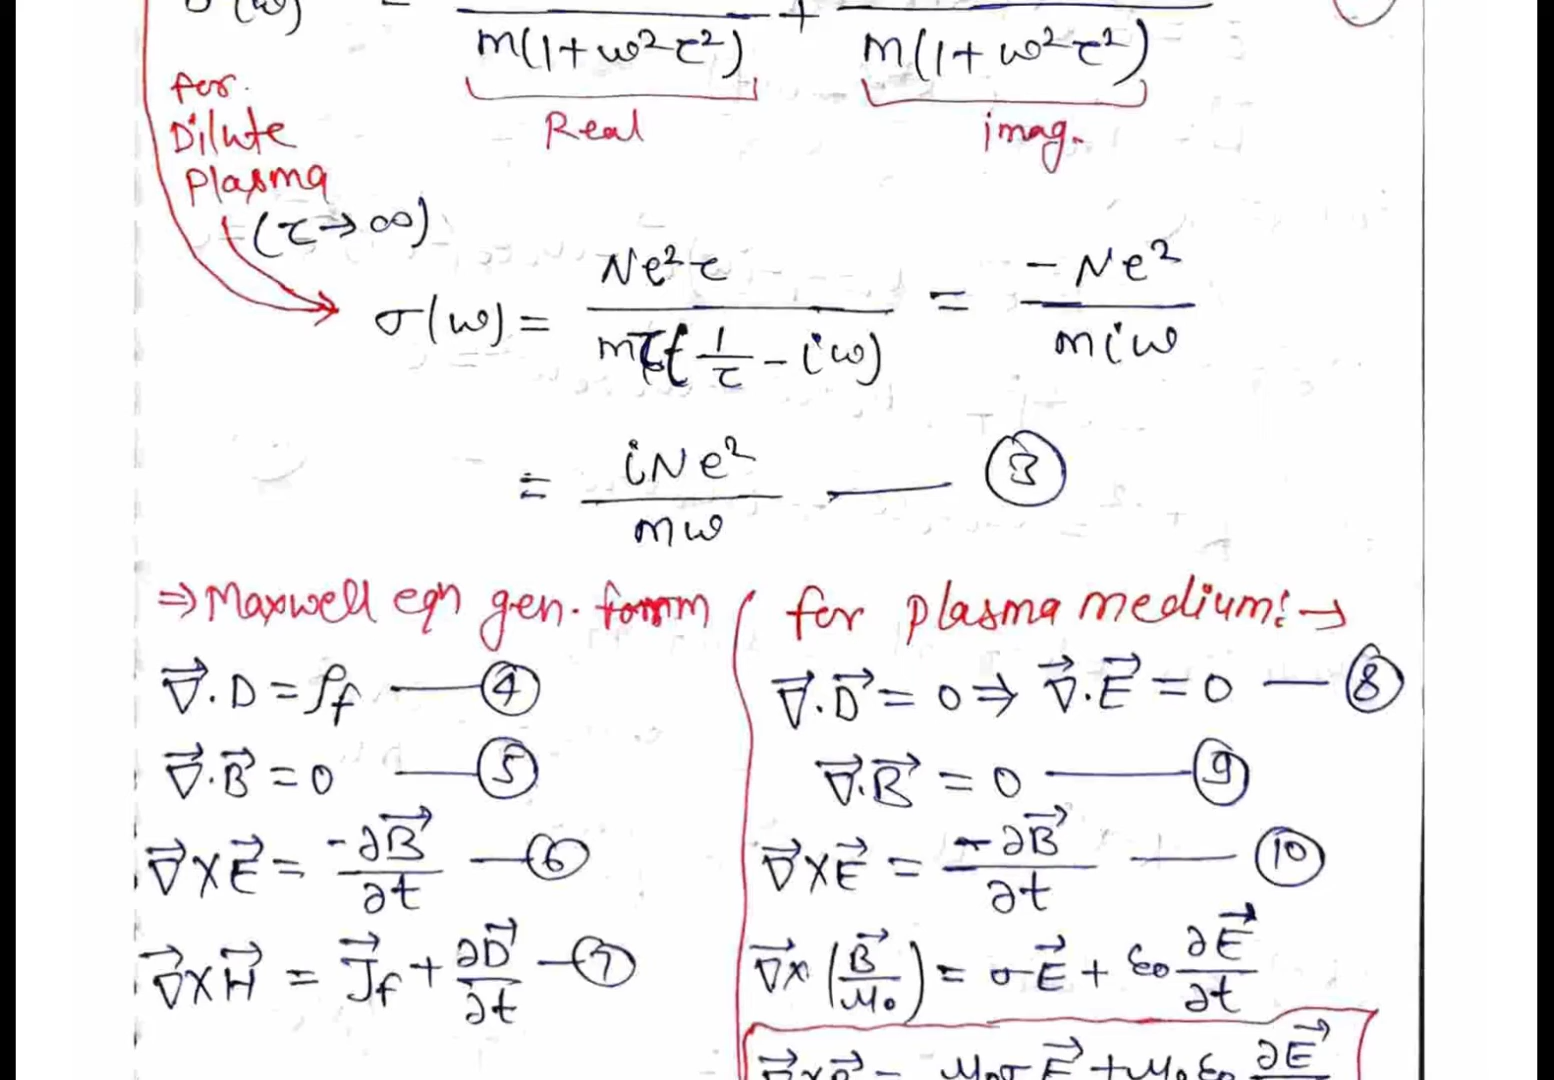 σ(ω) = + 
m(1+ω²τ²) m(1+ω²τ²)
for.
Dilute
Plasma
Real imag.
(τ→∞)
σ(ω) = Ne²τ / mτ(1/τ - iω) = -Ne² / miω
= iNe² / mω —— ③
⇒ Maxwell eqn gen. form
∇⃗.D = ρf —— ④
∇⃗.B⃗ = 0 —— ⑤
∇⃗×E⃗ = -∂B⃗/∂t —— ⑥
∇⃗×H⃗ = J⃗f + ∂D⃗/∂t —— ⑦
for plasma medium:→
∇⃗.D⃗ = 0 ⇒ ∇⃗.E⃗ = 0 —— ⑧
∇⃗.B⃗ = 0 —— ⑨
∇⃗×E⃗ = -∂B⃗/∂t —— ⑩
∇⃗×(B⃗/μ₀) = σE⃗ + ε₀ ∂E⃗/∂t
∇⃗×B⃗ = μ₀σE⃗ + μ₀ε₀ ∂E⃗